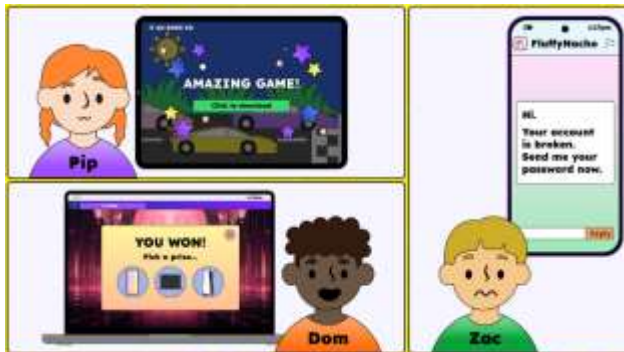 AMAZING GAME!
Click to download
Pip
YOU WON!
Pick a prize...
Dom
FluffyNacho
Hi.
Your account
is broken.
Send me your
password now.
Reply
Zac